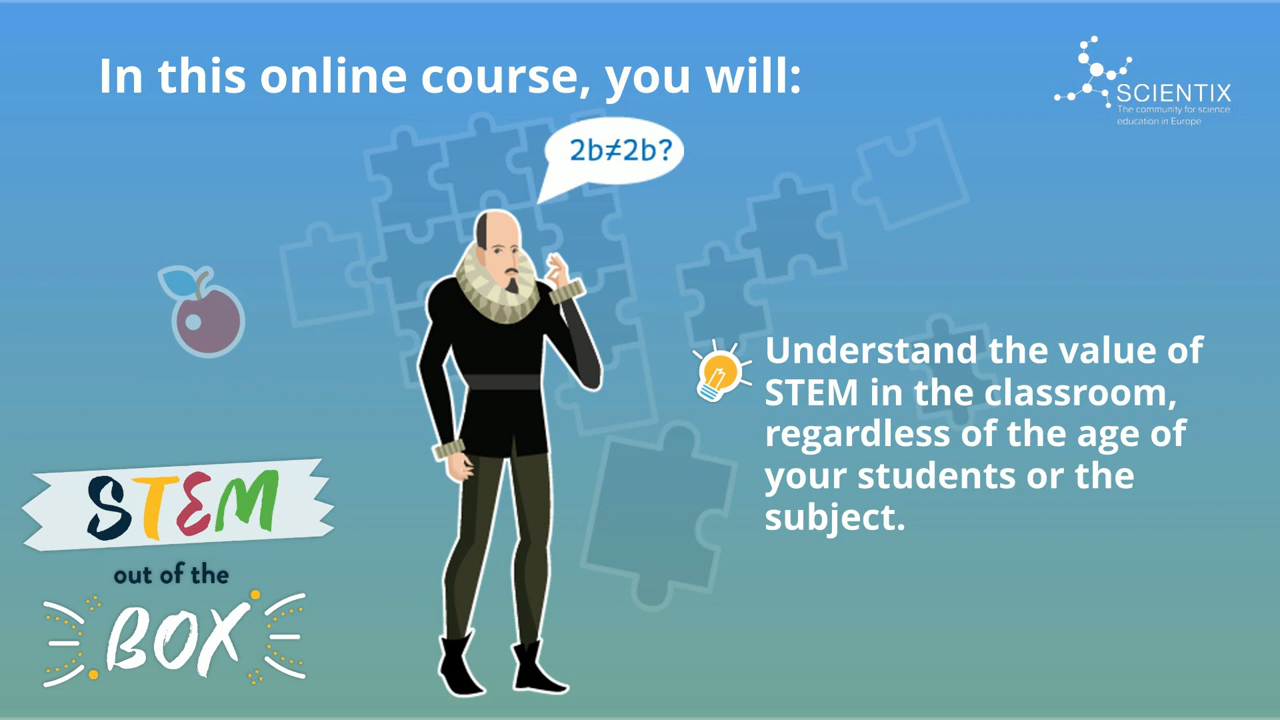 In this online course, you will:
SCIENTIX
The community for science
education in Europe
2b≠2b?
Understand the value of
STEM in the classroom,
regardless of the age of
your students or the
subject.
STEM
out of the
BOX